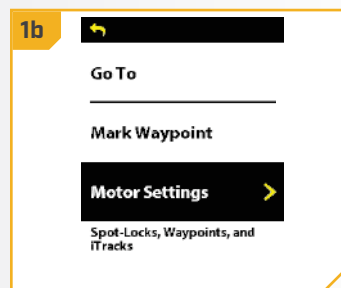 1b
Go To
Mark Waypoint
Motor Settings
Spot-Locks, Waypoints, and
iTracks